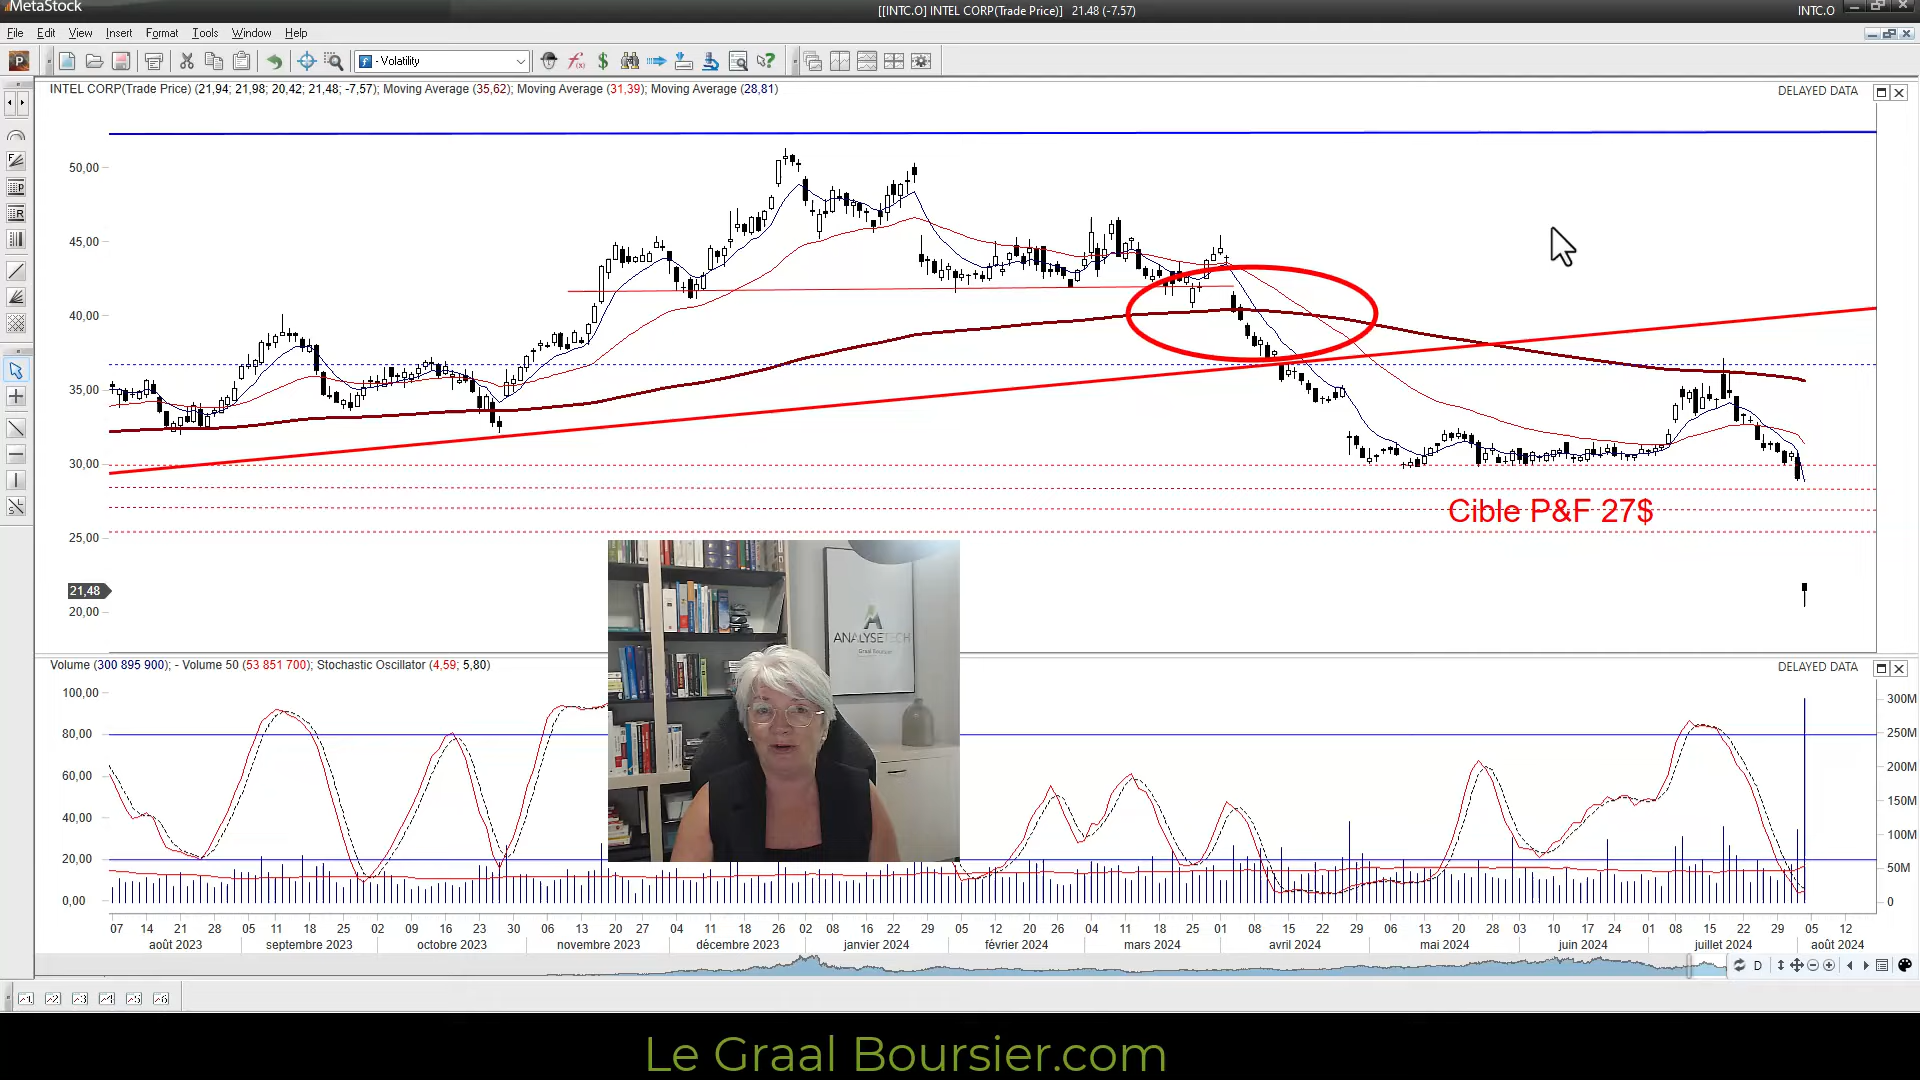 MetaStock
[[INTC.O] INTEL CORP(Trade Price)] 21.48 (-7.57)
INTC.O
File Edit View Insert Format Tools Window Help
- Volatility
INTEL CORP(Trade Price) (21,94; 21,98; 20,42; 21,48; -7,57); Moving Average (35,62); Moving Average (31,39); Moving Average (28,81)
DELAYED DATA
50,00
45,00
40,00
35,00
30,00
25,00
21,48
20,00
Cible P&F 27$
ANALYSETECH
Graal Boursier
Volume (300 895 900); - Volume 50 (53 851 700); Stochastic Oscillator (4,59; 5,80)
DELAYED DATA
100,00
80,00
60,00
40,00
20,00
0,00
300M
250M
200M
150M
100M
50M
0
07 14 21 28 05 11 18 25 02 09 16 23 30 06 13 20 27 04 11 18 26 02 08 16 22 29 05 12 20 26 04 11 18 25 01 08 15 22 29 06 13 20 28 03 10 17 24 01 08 15 22 29 05 12
août 2023 septembre 2023 octobre 2023 novembre 2023 décembre 2023 janvier 2024 février 2024 mars 2024 avril 2024 mai 2024 juin 2024 juillet 2024 août 2024
D
1 2 3 4 5 6
Le Graal Boursier.com